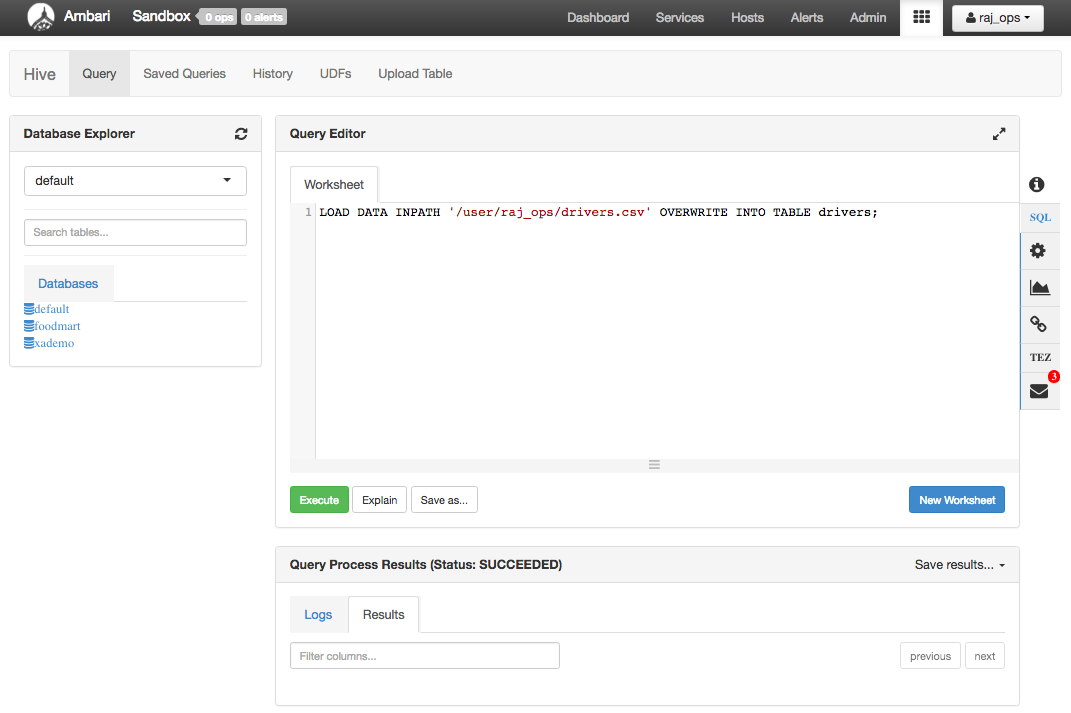 Ambari Sandbox 0 ops 0 alerts Dashboard Services Hosts Alerts Admin raj_ops
Hive Query Saved Queries History UDFs Upload Table
Database Explorer
default
Search tables...
Databases
default
foodmart
xademo
Query Editor
Worksheet
1 LOAD DATA INPATH '/user/raj_ops/drivers.csv' OVERWRITE INTO TABLE drivers;
Execute Explain Save as... New Worksheet
SQL
TEZ
3
Query Process Results (Status: SUCCEEDED) Save results...
Logs Results
Filter columns... previous next